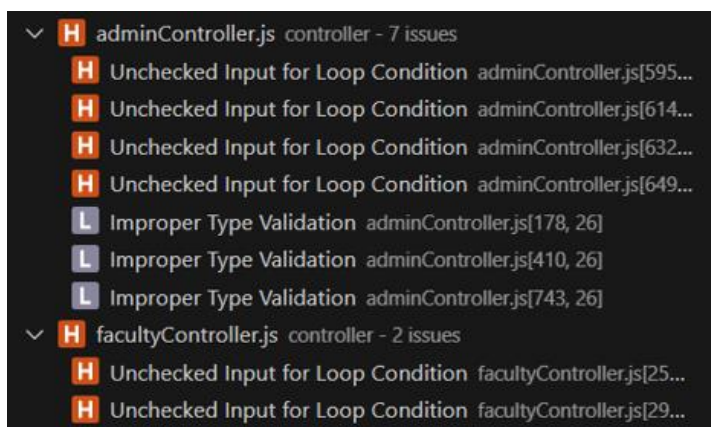 H adminController.js controller - 7 issues
H Unchecked Input for Loop Condition adminController.js[595...
H Unchecked Input for Loop Condition adminController.js[614...
H Unchecked Input for Loop Condition adminController.js[632...
H Unchecked Input for Loop Condition adminController.js[649...
L Improper Type Validation adminController.js[178, 26]
L Improper Type Validation adminController.js[410, 26]
L Improper Type Validation adminController.js[743, 26]
H facultyController.js controller - 2 issues
H Unchecked Input for Loop Condition facultyController.js[25...
H Unchecked Input for Loop Condition facultyController.js[29...